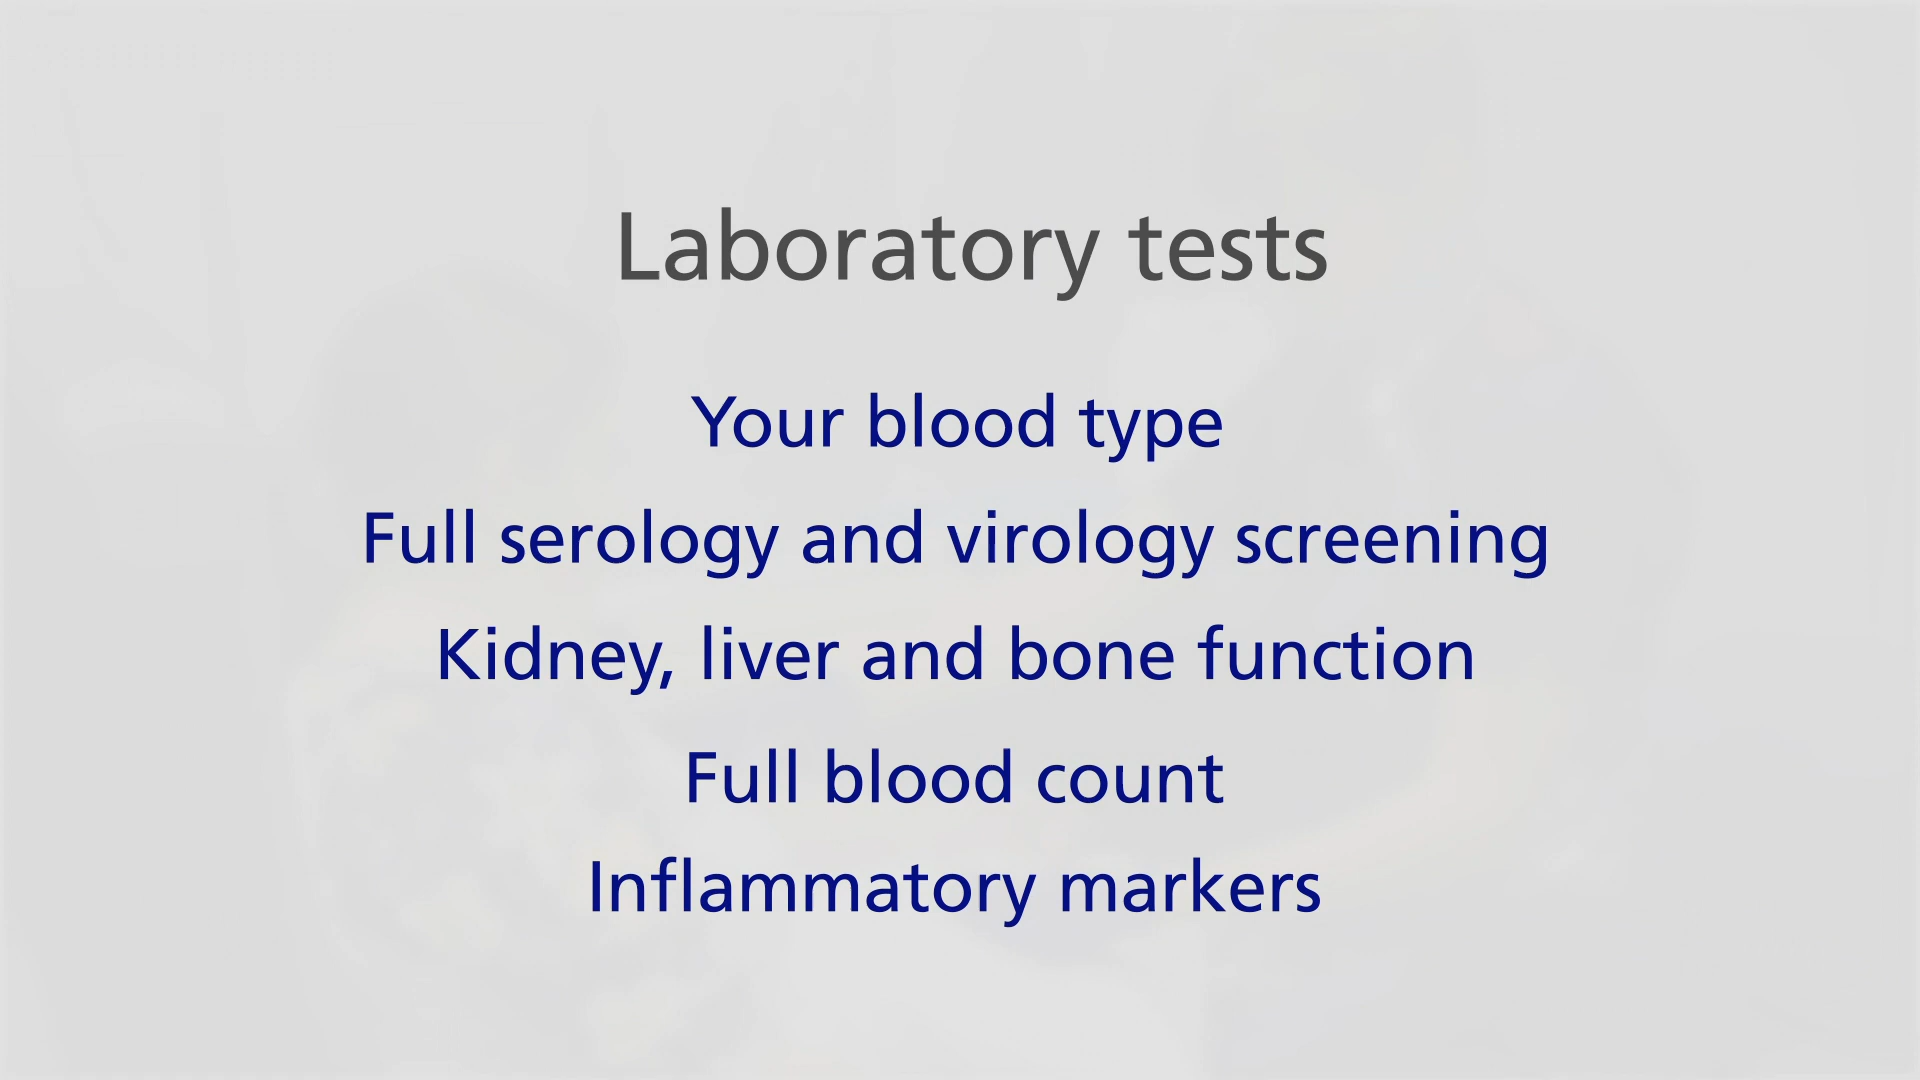 Laboratory tests
Your blood type
Full serology and virology screening
Kidney, liver and bone function
Full blood count
Inflammatory markers